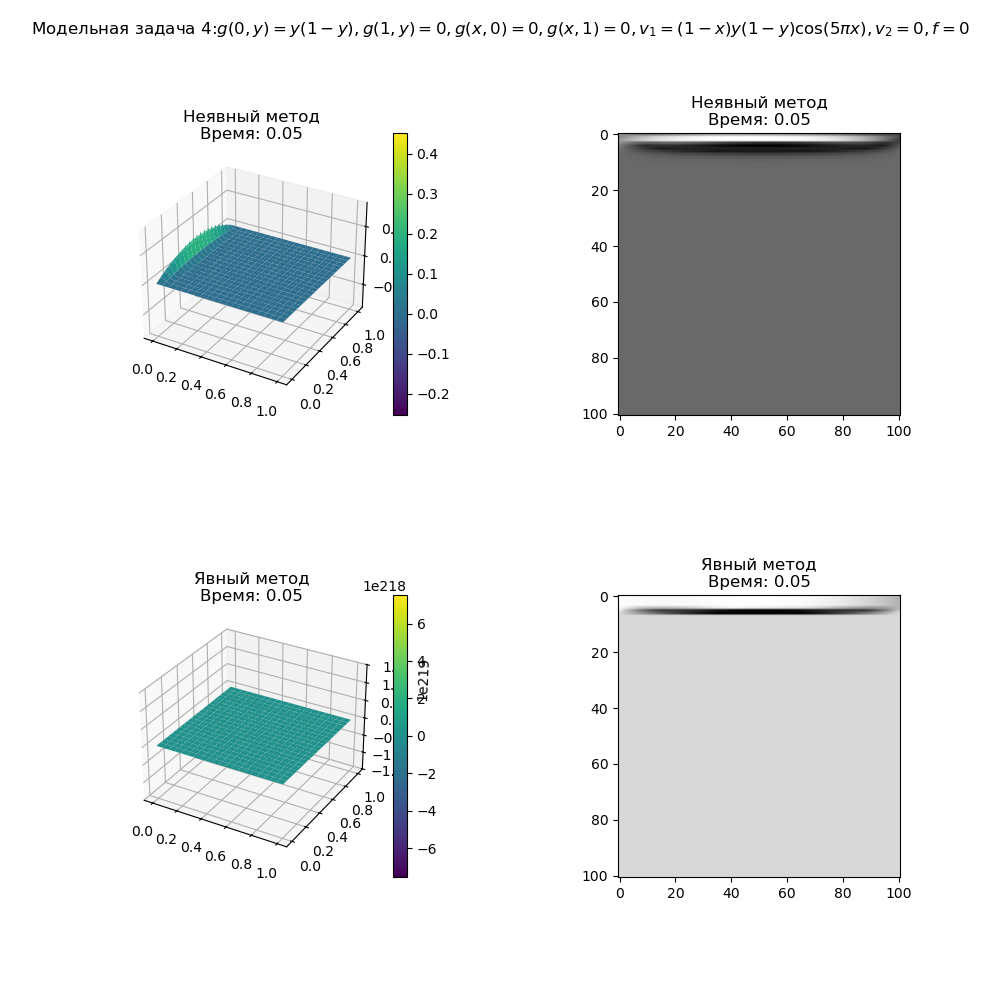 Модельная задача 4:g(0, y) = y(1 − y), g(1, y) = 0, g(x, 0) = 0, g(x, 1) = 0, v₁ = (1 − x)y(1 − y)cos(5πx), v₂ = 0, f = 0
Неявный метод
Время: 0.05
0.4
0.3
0.2
0.1
0.0
−0.1
−0.2
0.0 0.2 0.4 0.6 0.8 1.0
0.0 0.2 0.4 0.6 0.8 1.0
Неявный метод
Время: 0.05
0
20
40
60
80
100
0 20 40 60 80 100
Явный метод
Время: 0.05
1e218
6
4
2
0
−2
−4
−6
1e219
0.0 0.2 0.4 0.6 0.8 1.0
0.0 0.2 0.4 0.6 0.8 1.0
Явный метод
Время: 0.05
0
20
40
60
80
100
0 20 40 60 80 100